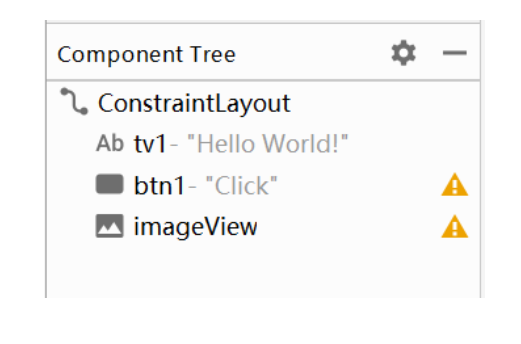 Component Tree
ConstraintLayout
Ab tv1- "Hello World!"
btn1- "Click"
imageView